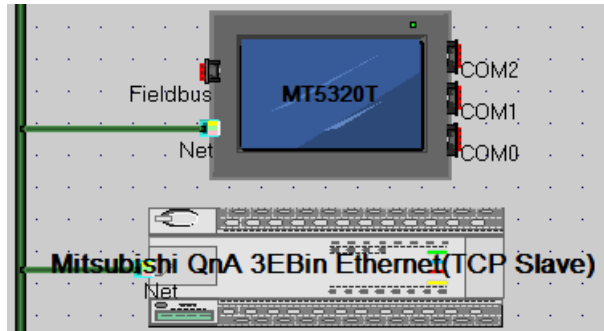 COM2
Fieldbus
MT5320T
COM1
Net
COM0
Mitsubishi QnA 3EBin Ethernet(TCP Slave)
Net